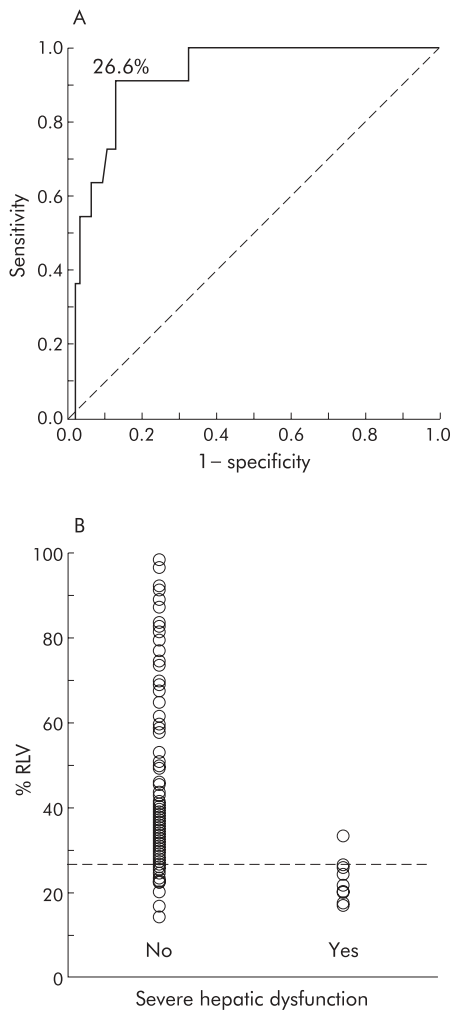 A
1.0
26.6%
0.8
0.6
0.4
0.2
0.0
Sensitivity
0.0 0.2 0.4 0.6 0.8 1.0
1– specificity
B
100
80
60
40
20
0
% RLV
No Yes
Severe hepatic dysfunction